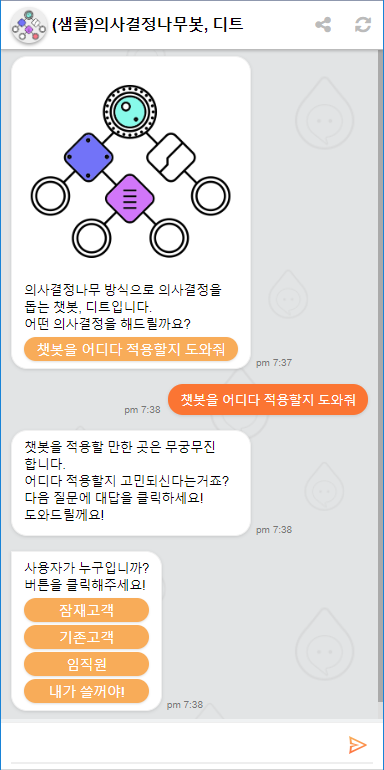 (샘플)의사결정나무봇, 디트
의사결정나무 방식으로 의사결정을
돕는 챗봇, 디트입니다.
어떤 의사결정을 해드릴까요?
챗봇을 어디다 적용할지 도와줘
pm 7:37
챗봇을 어디다 적용할지 도와줘
pm 7:38
챗봇을 적용할 만한 곳은 무궁무진
합니다.
어디다 적용할지 고민되신다는거죠?
다음 질문에 대답을 클릭하세요!
도와드릴께요!
pm 7:38
사용자가 누구입니까?
버튼을 클릭해주세요!
잠재고객
기존고객
임직원
내가 쓸꺼야!
pm 7:38